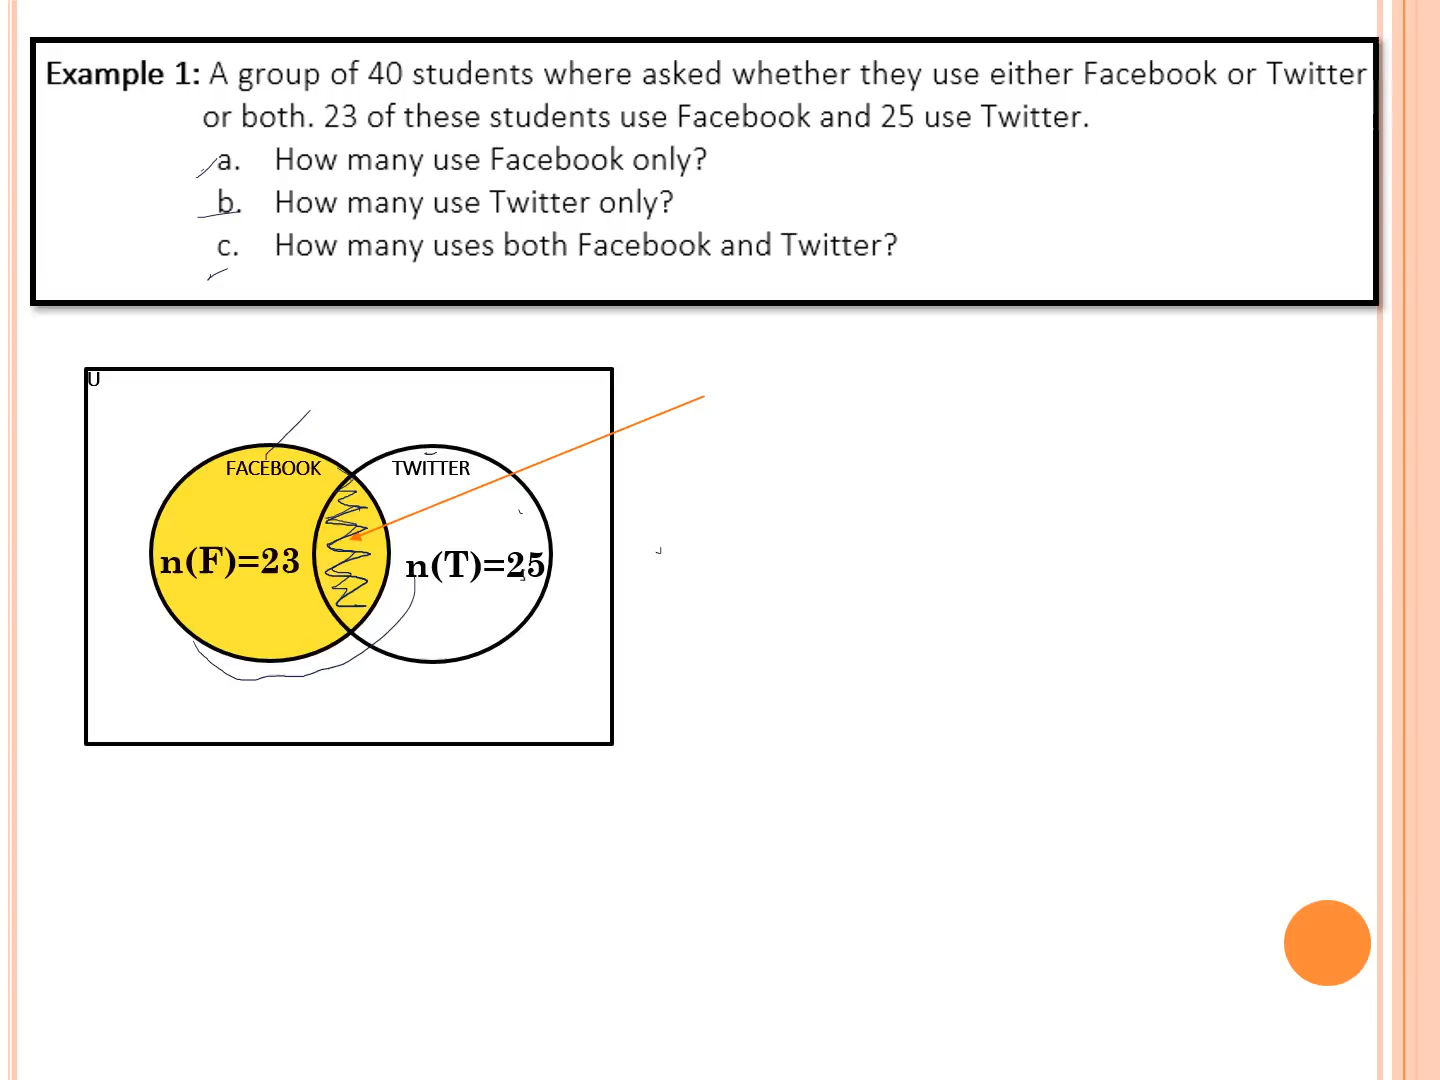 Example 1: A group of 40 students where asked whether they use either Facebook or Twitter
or both. 23 of these students use Facebook and 25 use Twitter.
a. How many use Facebook only?
b. How many use Twitter only?
c. How many uses both Facebook and Twitter?
U
FACEBOOK TWITTER
n(F)=23 n(T)=25